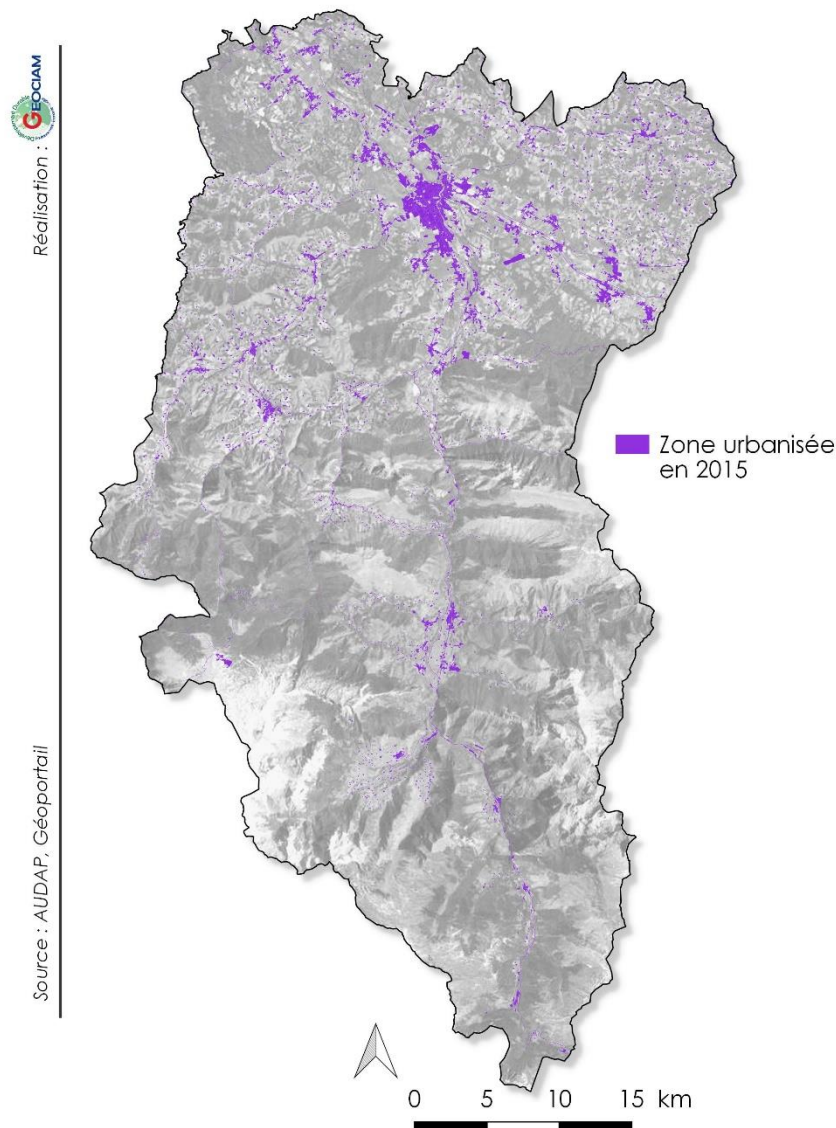 Réalisation :
GEOCIAM
Zone urbanisée
en 2015
Source : AUDAP, Géoportail
0 5 10 15 km